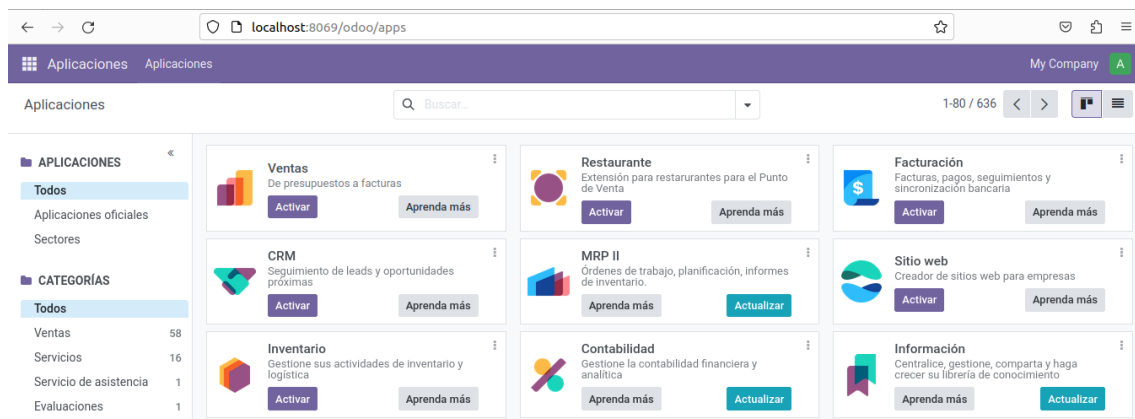 localhost:8069/odoo/apps
Aplicaciones Aplicaciones My Company A
Aplicaciones Buscar... 1-80 / 636
APLICACIONES
Todos
Aplicaciones oficiales
Sectores
CATEGORÍAS
Todos
Ventas 58
Servicios 16
Servicio de asistencia 1
Evaluaciones 1
Ventas
De presupuestos a facturas
Activar Aprenda más
Restaurante
Extensión para restarurantes para el Punto
de Venta
Activar Aprenda más
Facturación
Facturas, pagos, seguimientos y
sincronización bancaria
Activar Aprenda más
CRM
Seguimiento de leads y oportunidades
próximas
Activar Aprenda más
MRP II
Órdenes de trabajo, planificación, informes
de inventario.
Aprenda más Actualizar
Sitio web
Creador de sitios web para empresas
Activar Aprenda más
Inventario
Gestione sus actividades de inventario y
logística
Activar Aprenda más
Contabilidad
Gestione la contabilidad financiera y
analítica
Aprenda más Actualizar
Información
Centralice, gestione, comparta y haga
crecer su librería de conocimiento
Aprenda más Actualizar